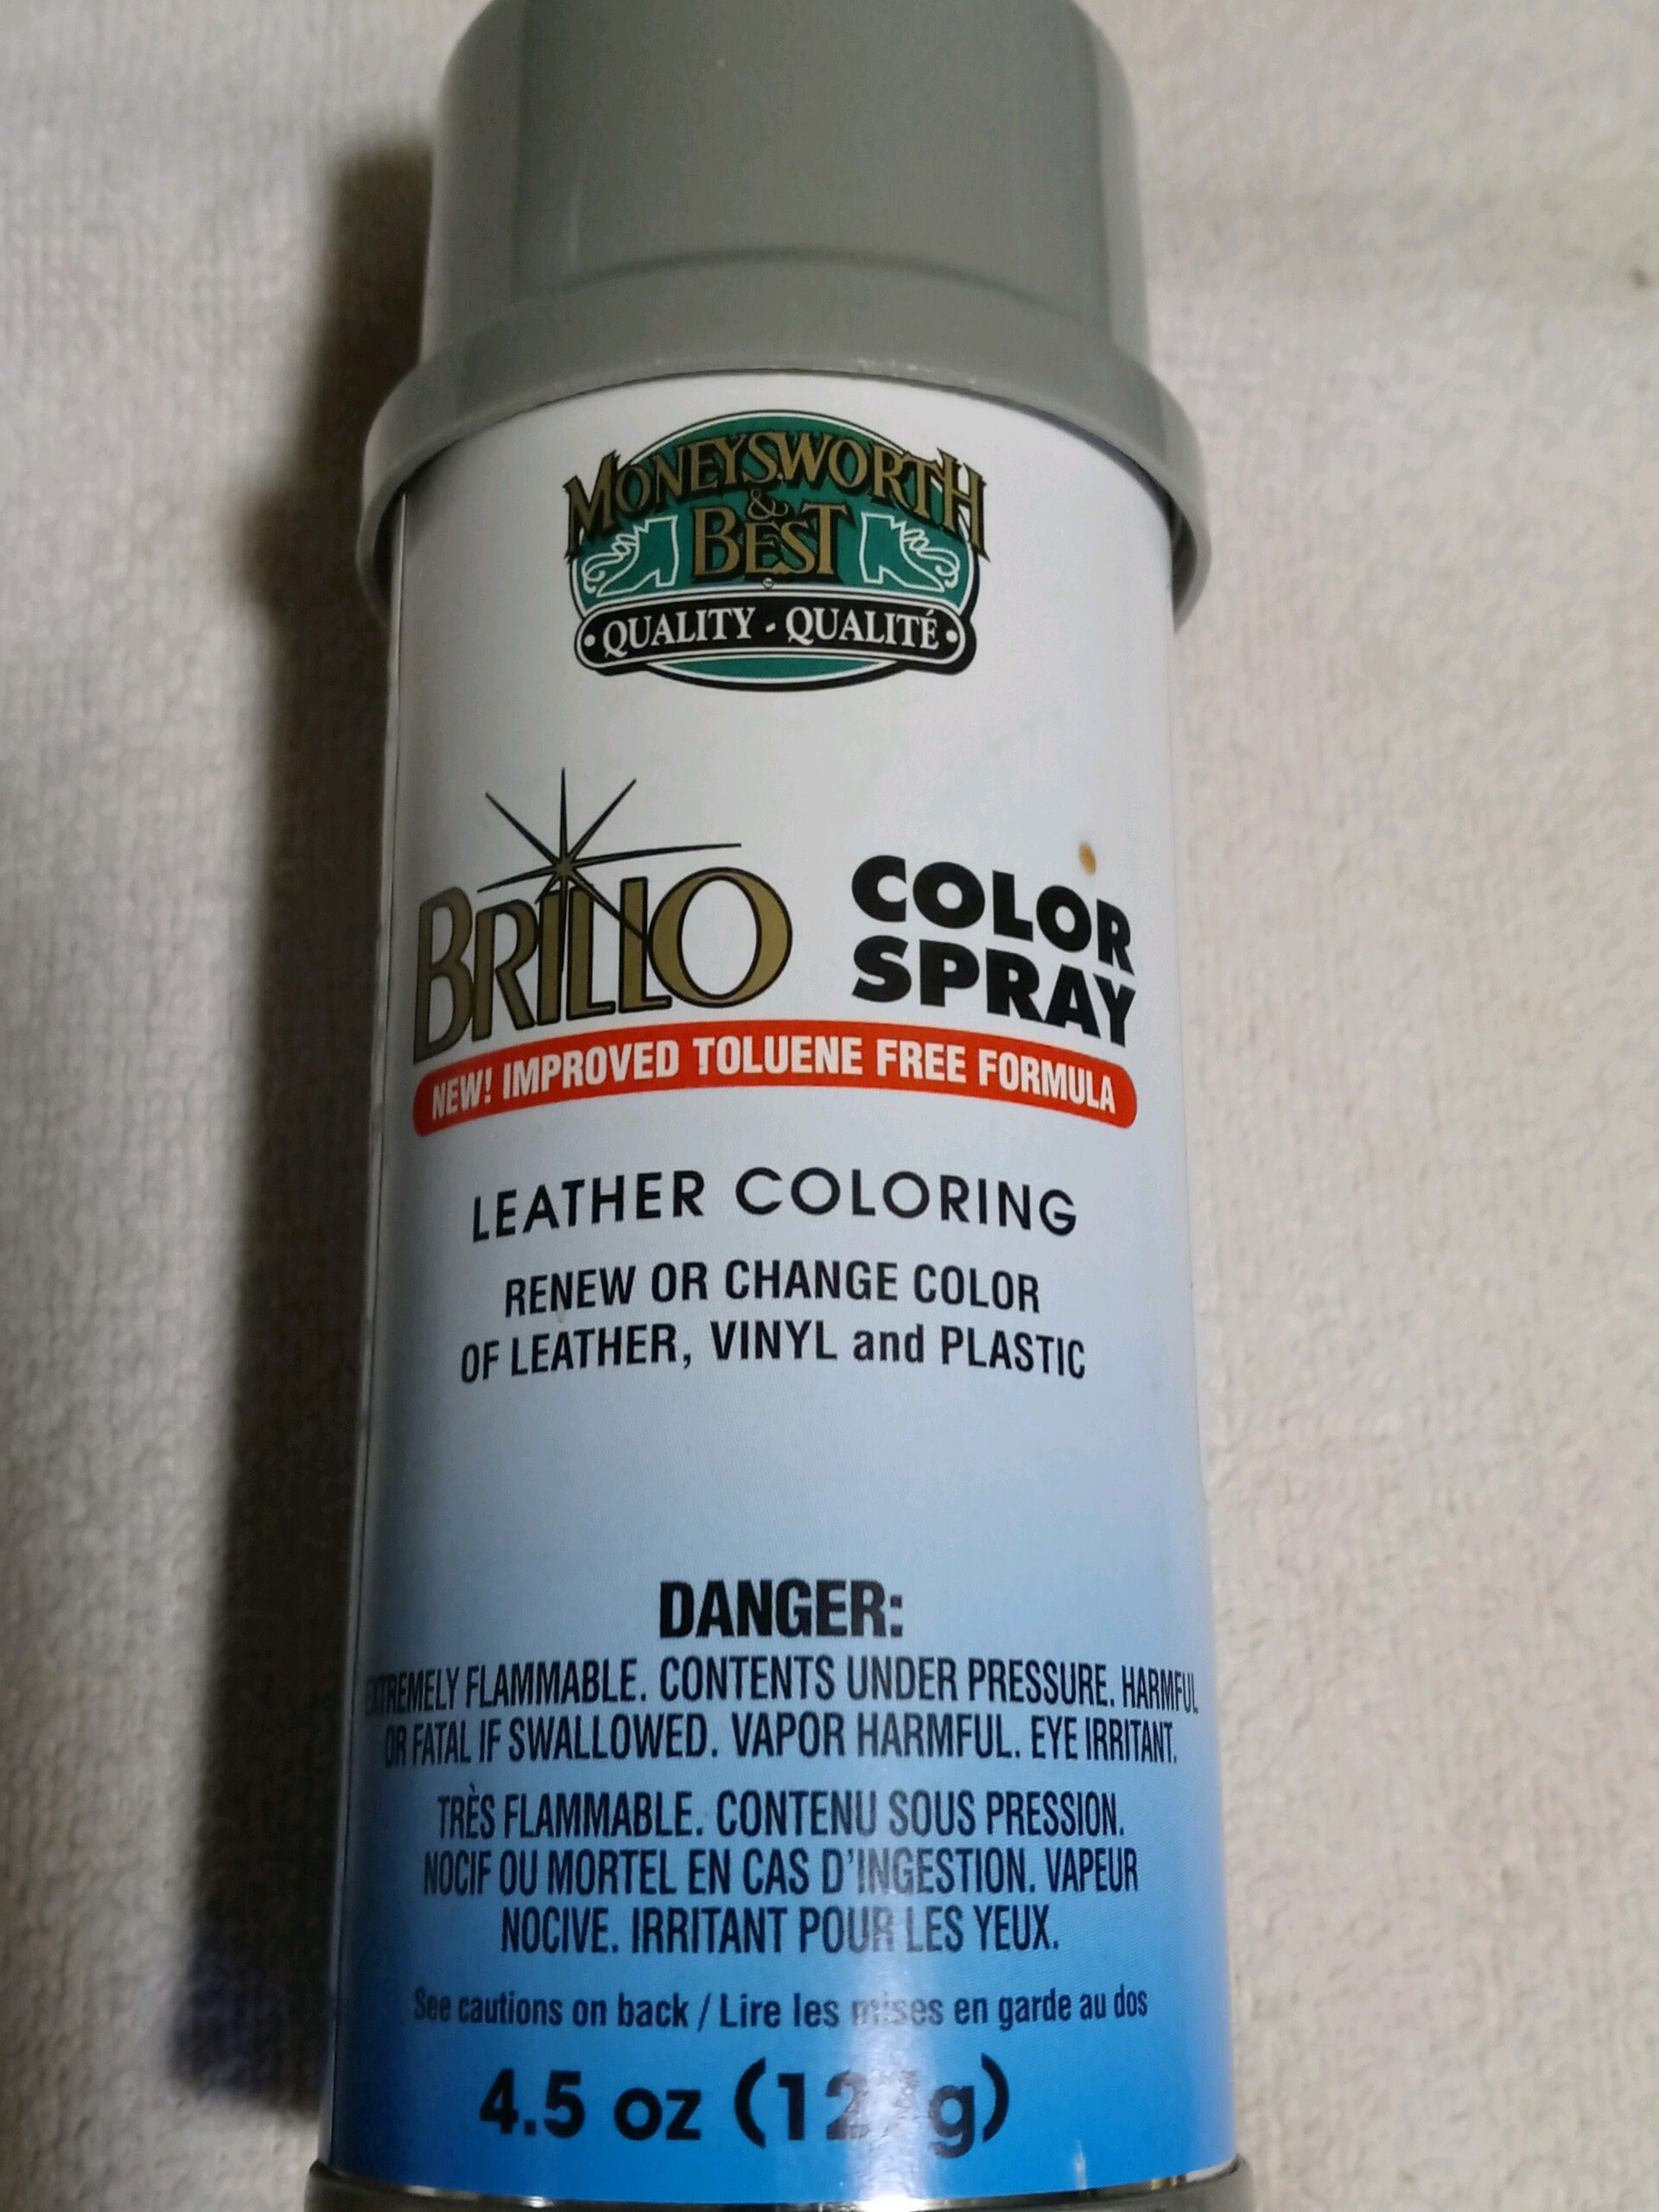 MONEYSWORTH
&
BEST
QUALITY - QUALITÉ
BRILLO
COLOR
SPRAY
NEW! IMPROVED TOLUENE FREE FORMULA
LEATHER COLORING
RENEW OR CHANGE COLOR
OF LEATHER, VINYL and PLASTIC
DANGER:
EXTREMELY FLAMMABLE. CONTENTS UNDER PRESSURE. HARMFUL
OR FATAL IF SWALLOWED. VAPOR HARMFUL. EYE IRRITANT.
TRÈS FLAMMABLE. CONTENU SOUS PRESSION.
NOCIF OU MORTEL EN CAS D'INGESTION. VAPEUR
NOCIVE. IRRITANT POUR LES YEUX.
See cautions on back / Lire les mises en garde au dos
4.5 oz